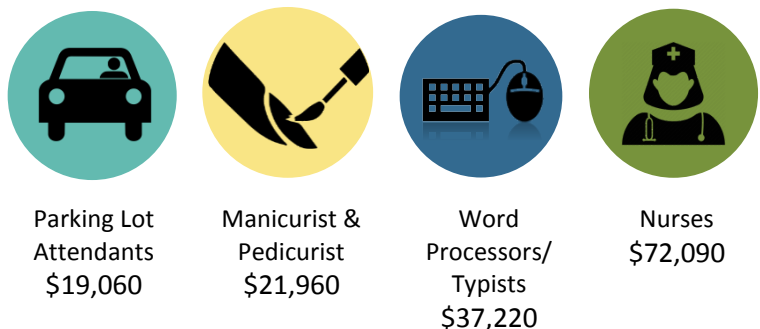 Parking Lot
Attendants
$19,060
Manicurist &
Pedicurist
$21,960
Word
Processors/
Typists
$37,220
Nurses
$72,090